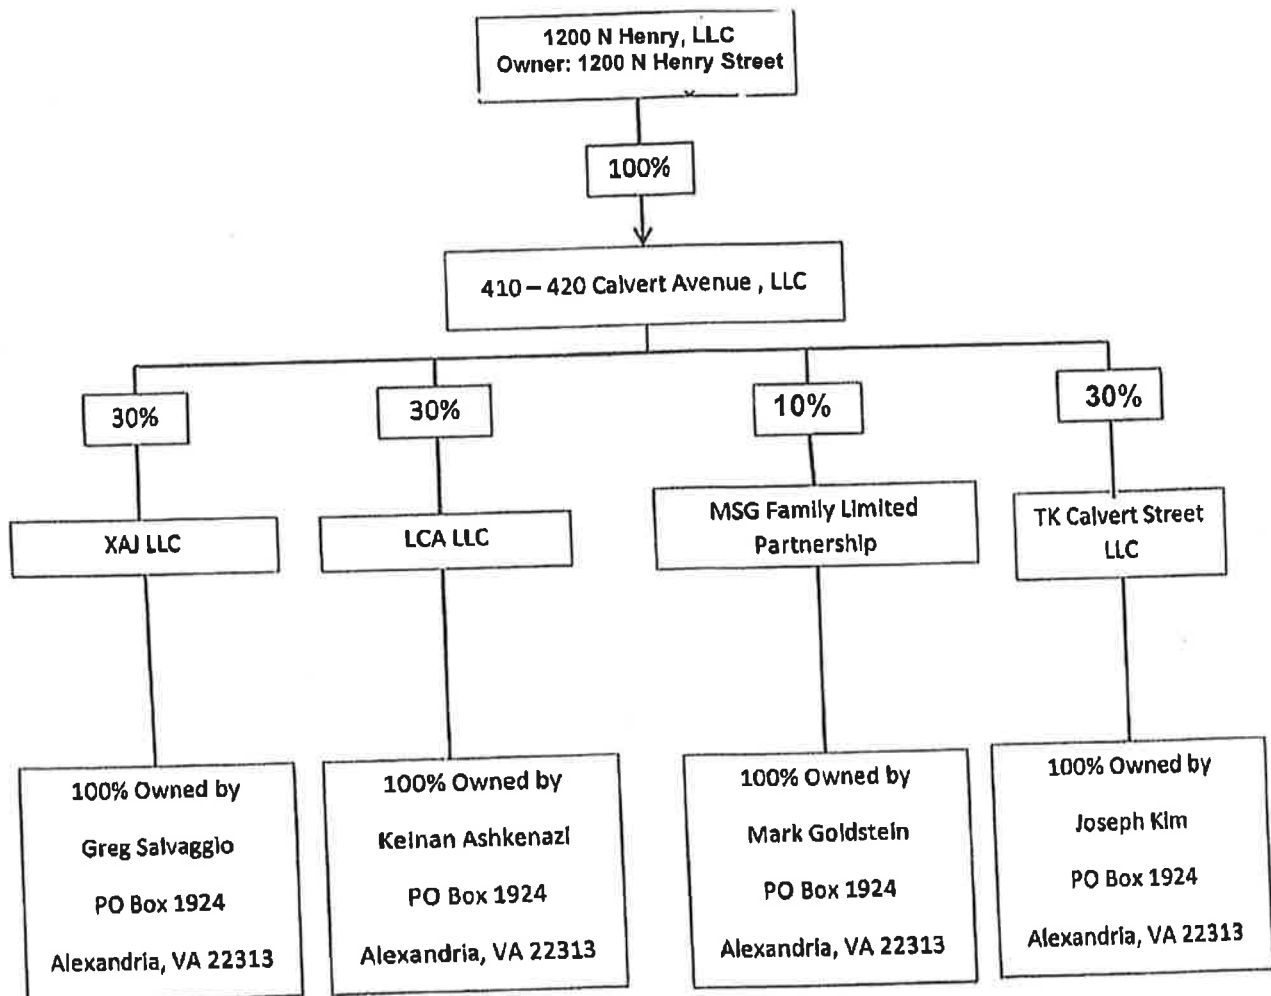 1200 N Henry, LLC
Owner: 1200 N Henry Street
100%
410 – 420 Calvert Avenue , LLC
30%
30%
10%
30%
XAJ LLC
LCA LLC
MSG Family Limited
Partnership
TK Calvert Street
LLC
100% Owned by
Greg Salvaggio
PO Box 1924
Alexandria, VA 22313
100% Owned by
Keinan Ashkenazi
PO Box 1924
Alexandria, VA 22313
100% Owned by
Mark Goldstein
PO Box 1924
Alexandria, VA 22313
100% Owned by
Joseph Kim
PO Box 1924
Alexandria, VA 22313